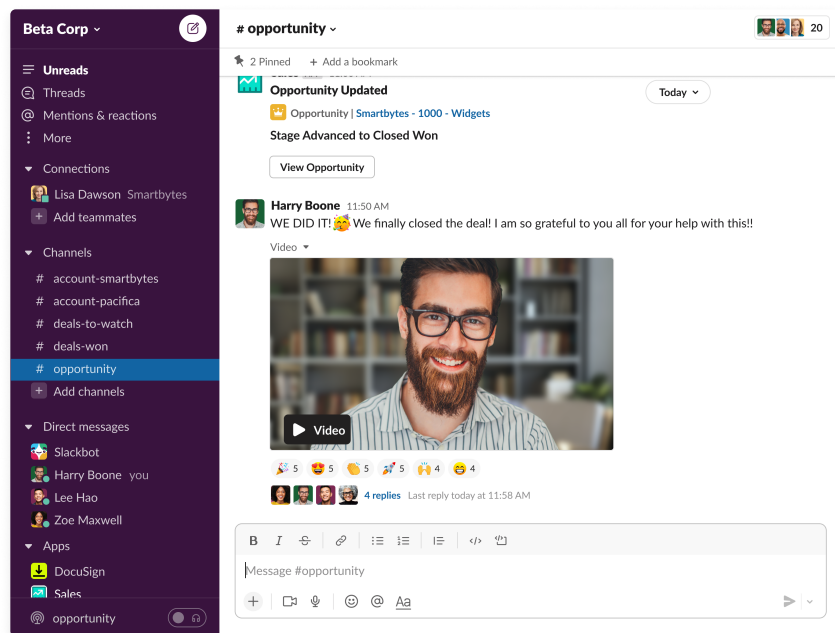 Beta Corp
Unreads
Threads
Mentions & reactions
More
Connections
Lisa Dawson Smartbytes
Add teammates
Channels
# account-smartbytes
# account-pacifica
# deals-to-watch
# deals-won
# opportunity
Add channels
Direct messages
Slackbot
Harry Boone you
Lee Hao
Zoe Maxwell
Apps
DocuSign
Sales
opportunity
# opportunity
20
2 Pinned
+ Add a bookmark
Today
Opportunity Updated
Opportunity | Smartbytes - 1000 - Widgets
Stage Advanced to Closed Won
View Opportunity
Harry Boone 11:50 AM
WE DID IT! 🥳 We finally closed the deal! I am so grateful to you all for your help with this!!
Video
Video
🎉 5 😍 5 👏 5 🚀 5 🙌 4 😁 4
4 replies Last reply today at 11:58 AM
B I S
Message #opportunity
+ @ Aa